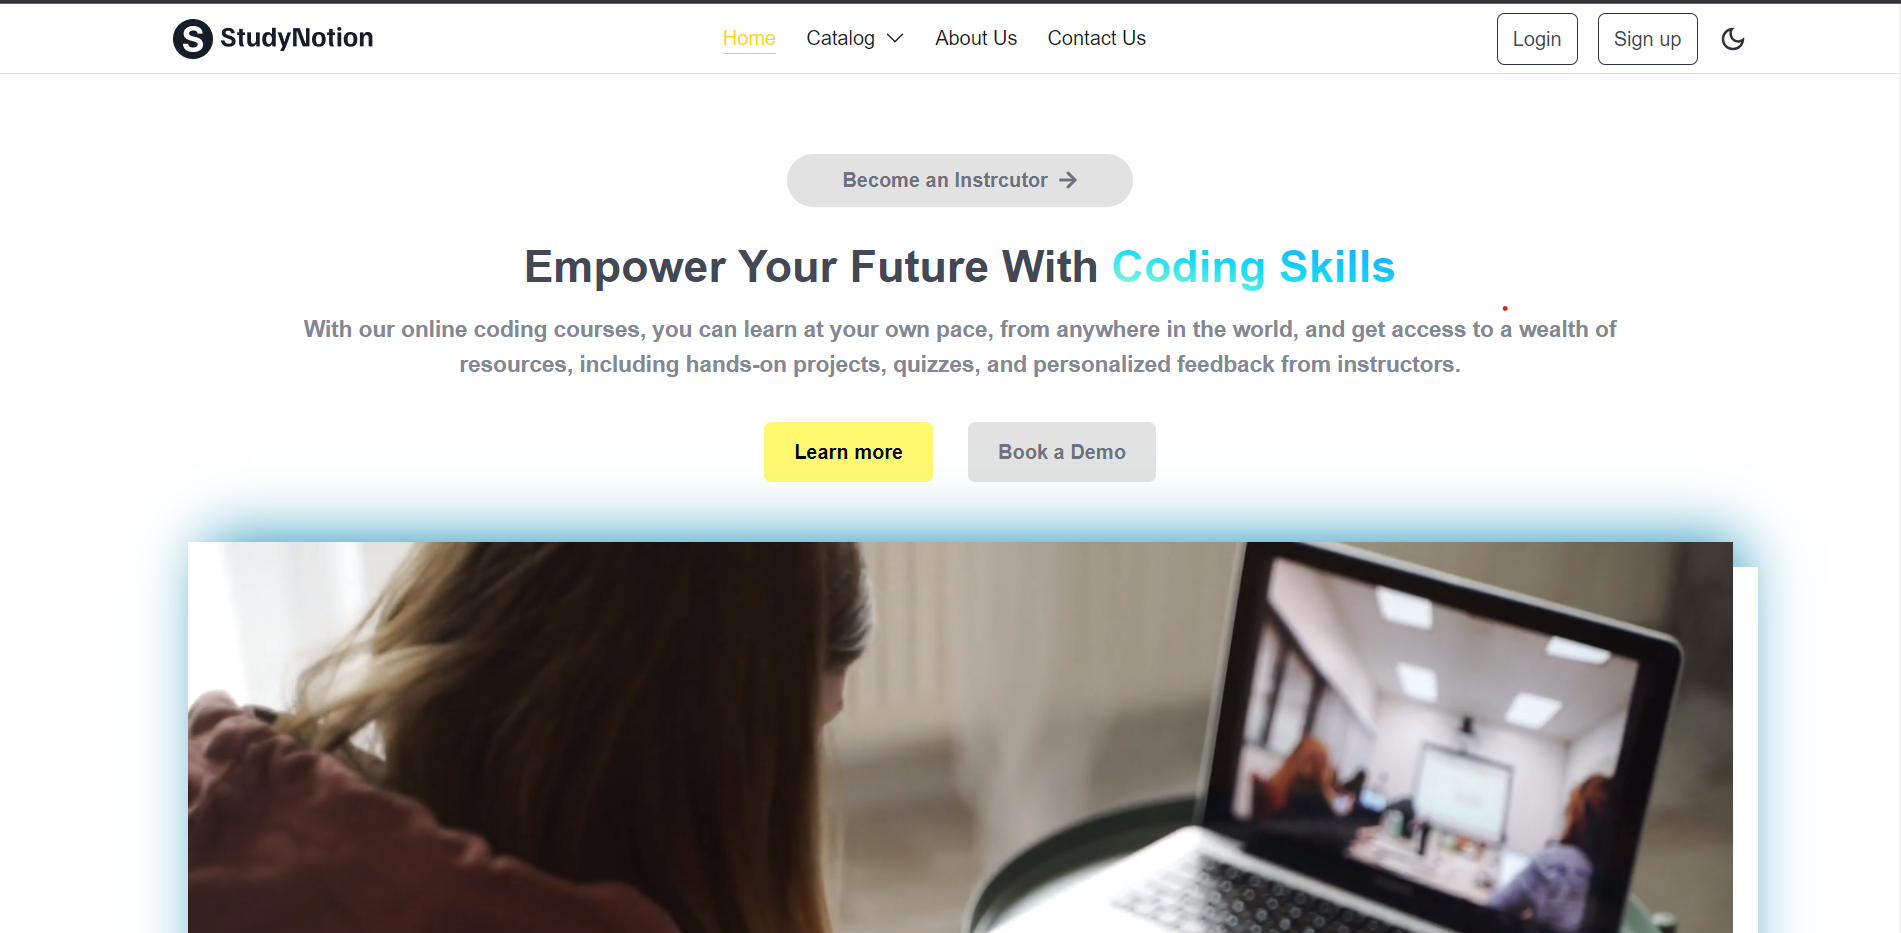 S StudyNotion
Home Catalog About Us Contact Us Login Sign up
Become an Instrcutor
Empower Your Future With Coding Skills
With our online coding courses, you can learn at your own pace, from anywhere in the world, and get access to a wealth of
resources, including hands-on projects, quizzes, and personalized feedback from instructors.
Learn more Book a Demo